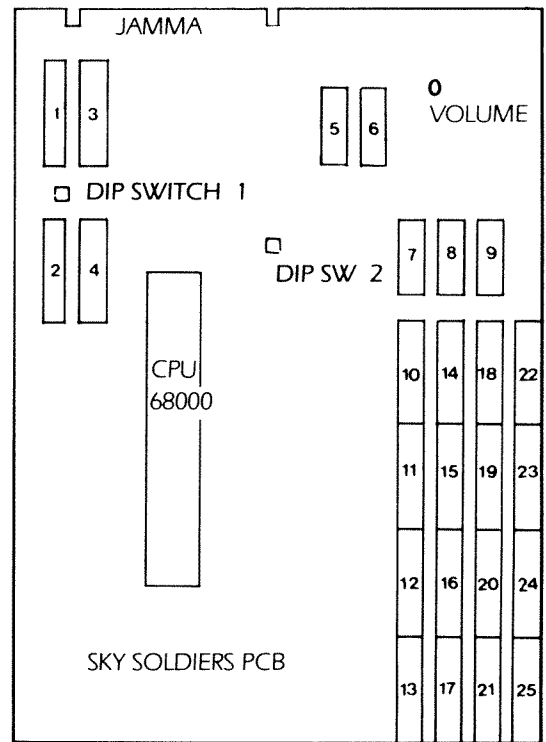 JAMMA
1 3
5 6
O
VOLUME
DIP SWITCH 1
2 4
DIP SW 2
7 8 9
CPU
68000
10 14 18 22
11 15 19 23
12 16 20 24
SKY SOLDIERS PCB
13 17 21 25